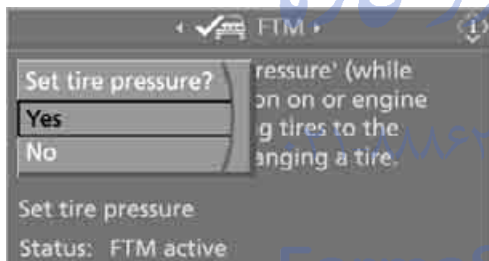 FTM
Set tire pressure?
Yes
No
ressure' (while
on on or engine
g tires to the
anging a tire.
Set tire pressure
Status: FTM active